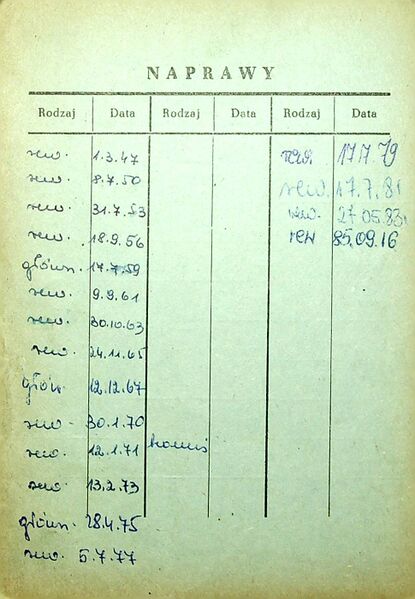 NAPRAWY
Rodzaj Data Rodzaj Data Rodzaj Data
rew. 1.3.47
rew. 8.7.50
rew. 31.7.53
rew. 18.9.56
główn. 17.7.59
rew. 9.9.61
rew. 30.10.63
rew. 24.11.65
główn. 12.12.67
rew. 30.1.70
rew. 12.1.71
rew. 13.2.73
główn. 28.4.75
rew. 5.7.77
rew. 17.7.79
rew. 17.7.81
rew. 27.05.83
rew 85.09.16